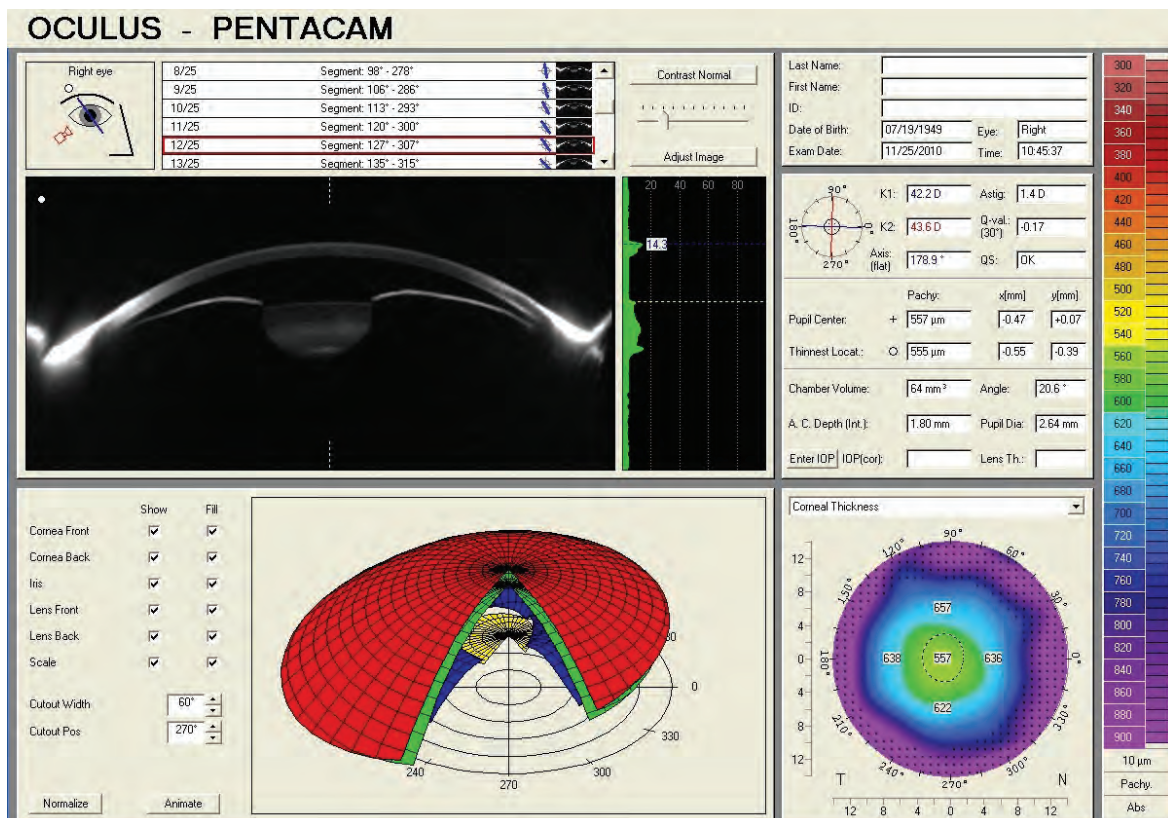 OCULUS - PENTACAM
Right eye
8/25 Segment: 98° - 278°
9/25 Segment: 106° - 286°
10/25 Segment: 113° - 293°
11/25 Segment: 120° - 300°
12/25 Segment: 127° - 307°
13/25 Segment: 135° - 315°
Contrast Normal
Adjust Image
20 40 60 80
14.3
Last Name:
First Name:
ID:
Date of Birth: 07/19/1949 Eye: Right
Exam Date: 11/25/2010 Time: 10:45:37
90°
180° 0°
270°
K1: 42.2 D Astig: 1.4 D
K2: 43.6 D Q-val.: (30°) -0.17
Axis: (flat) 178.9 ° QS: OK
Pachy: x[mm] y[mm]
Pupil Center: + 557 µm -0.47 +0.07
Thinnest Locat.: O 555 µm -0.55 -0.39
Chamber Volume: 64 mm³ Angle: 20.6 °
A. C. Depth (Int.): 1.80 mm Pupil Dia: 2.64 mm
Enter IOP IOP(cor): Lens Th.:
300
320
340
360
380
400
420
440
460
480
500
520
540
560
580
600
620
640
660
680
700
720
740
760
780
800
820
840
860
880
900
10 µm
Pachy.
Abs
Show Fill
Cornea Front
Cornea Back
Iris
Lens Front
Lens Back
Scale
Cutout Width 60°
Cutout Pos 270°
Normalize Animate
0
330
300
270
240
Corneal Thickness
90°
120° 60°
150° 30°
180° 0°
210° 330°
240° 300°
270°
12
8
4
0
4
8
12
657
638 557 636
622
T N
12 8 4 0 4 8 12